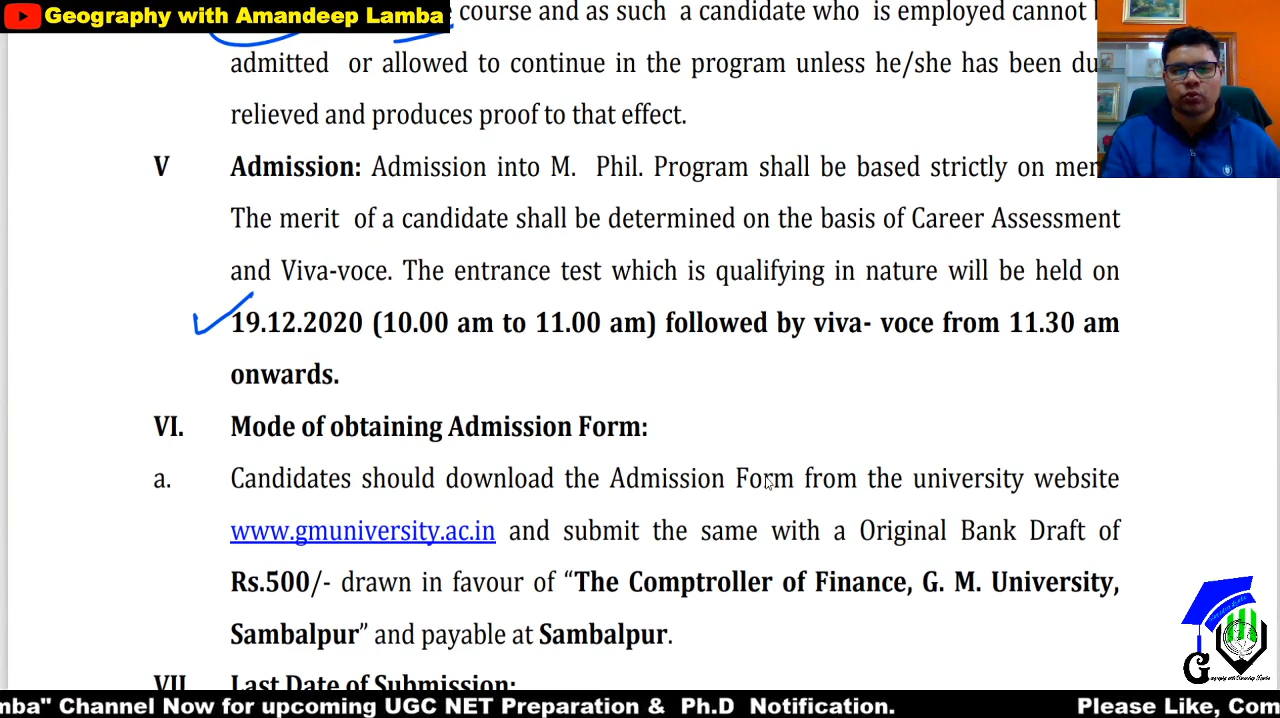 Geography with Amandeep Lamba
course and as such a candidate who is employed cannot
admitted or allowed to continue in the program unless he/she has been
relieved and produces proof to that effect.
V Admission: Admission into M. Phil. Program shall be based strictly on
The merit of a candidate shall be determined on the basis of Career Assessment
and Viva-voce. The entrance test which is qualifying in nature will be held on
19.12.2020 (10.00 am to 11.00 am) followed by viva- voce from 11.30 am
onwards.
VI. Mode of obtaining Admission Form:
a. Candidates should download the Admission Form from the university website
www.gmuniversity.ac.in and submit the same with a Original Bank Draft of
Rs.500/- drawn in favour of “The Comptroller of Finance, G. M. University,
Sambalpur” and payable at Sambalpur.
VII Last Date of Submission:
mba" Channel Now for upcoming UGC NET Preparation & Ph.D Notification. Please Like, Com